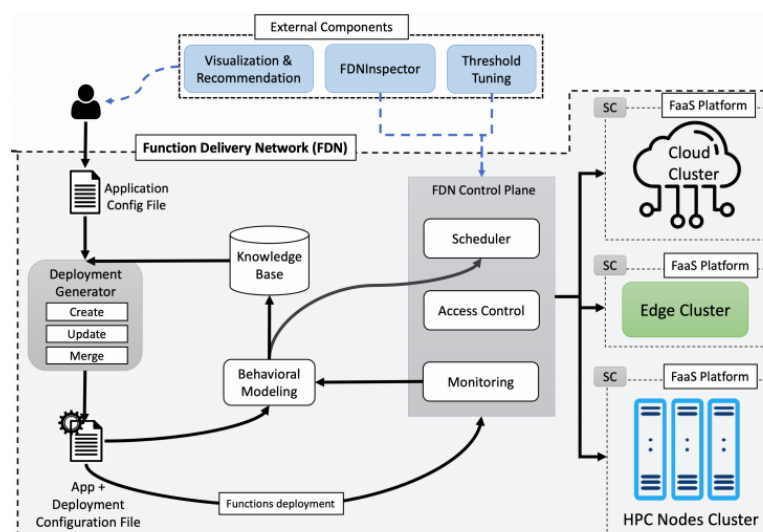 External Components
Visualization &
Recommendation
FDNInspector
Threshold
Tuning
Function Delivery Network (FDN)
Application
Config File
Deployment
Generator
Create
Update
Merge
App +
Deployment
Configuration File
Knowledge
Base
Behavioral
Modeling
Functions deployment
FDN Control Plane
Scheduler
Access Control
Monitoring
SC
FaaS Platform
Cloud
Cluster
SC
FaaS Platform
Edge Cluster
SC
FaaS Platform
HPC Nodes Cluster